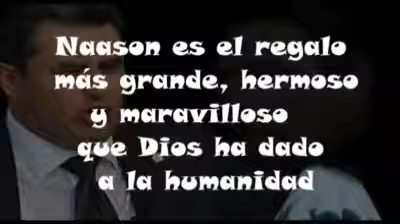 Naason es el regalo
más grande, hermoso
y maravilloso
que Dios ha dado
a la humanidad